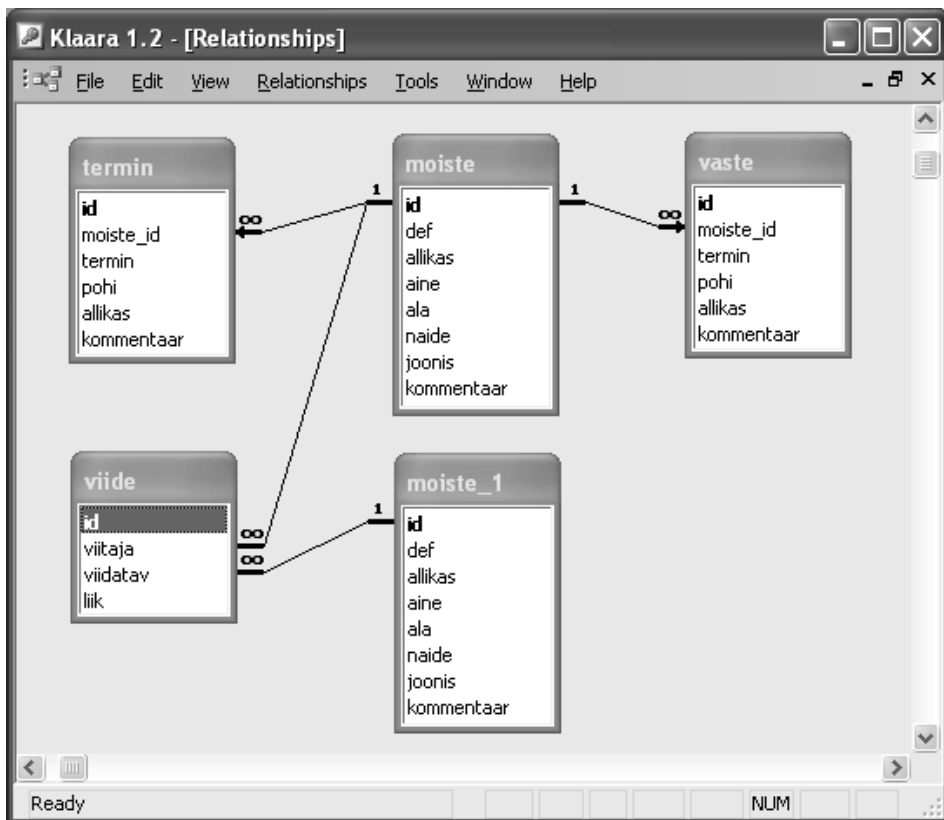 Klaara 1.2 - [Relationships]
File Edit View Relationships Tools Window Help
termin
id
moiste_id
termin
pohi
allikas
kommentaar
moiste
id
def
allikas
aine
ala
naide
joonis
kommentaar
vaste
id
moiste_id
termin
pohi
allikas
kommentaar
1
∞
1
∞
viide
id
viitaja
viidatav
liik
moiste_1
id
def
allikas
aine
ala
naide
joonis
kommentaar
1
∞
∞
Ready NUM